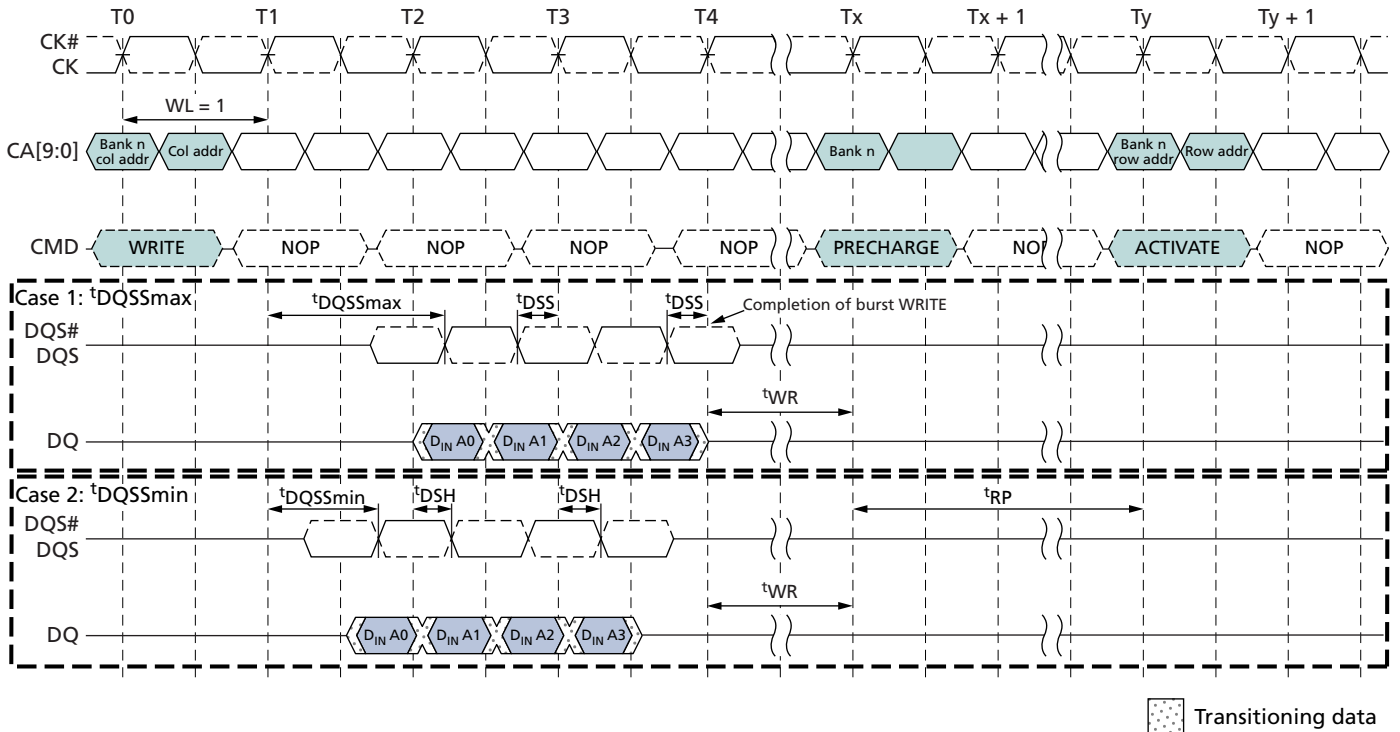 T0 T1 T2 T3 T4 Tx Tx + 1 Ty Ty + 1
CK#
CK
WL = 1
CA[9:0] Bank n col addr Col addr Bank n Bank n row addr Row addr
CMD WRITE NOP NOP NOP NOP PRECHARGE NOP ACTIVATE NOP
Case 1: tDQSSmax
tDQSSmax tDSS tDSS Completion of burst WRITE
DQS#
DQS
tWR
DQ DIN A0 DIN A1 DIN A2 DIN A3
Case 2: tDQSSmin
tDQSSmin tDSH tDSH tRP
DQS#
DQS
tWR
DQ DIN A0 DIN A1 DIN A2 DIN A3
Transitioning data